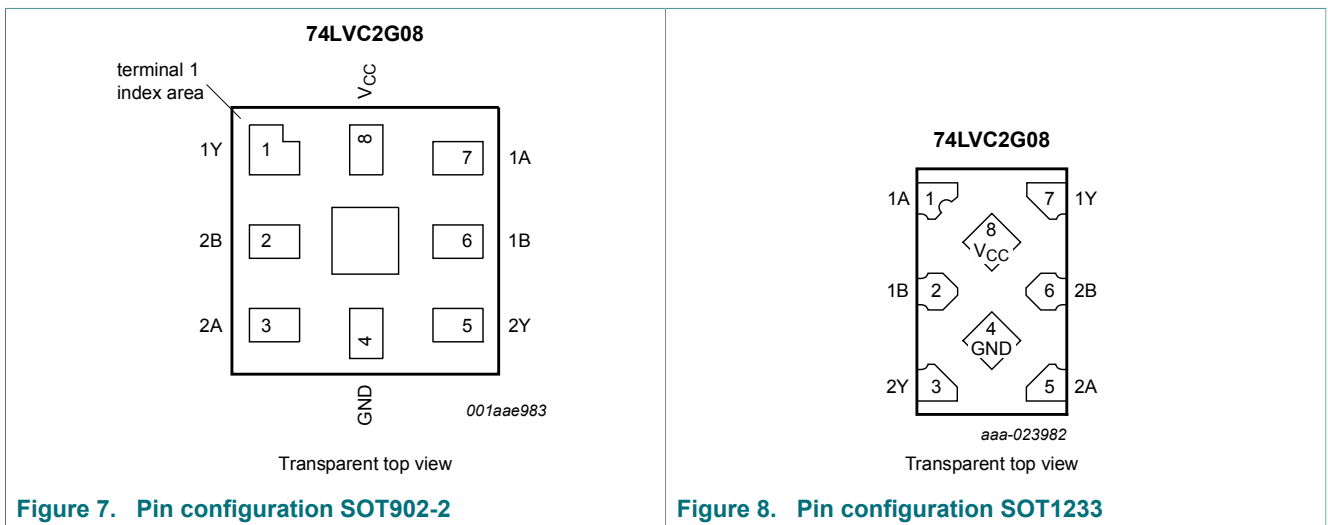 74LVC2G08
terminal 1
index area
VCC
1Y 1 8 7 1A
2B 2 6 1B
2A 3 4 5 2Y
GND
001aae983
Transparent top view
Figure 7. Pin configuration SOT902-2
74LVC2G08
1A 1 7 1Y
8
VCC
1B 2 6 2B
4
GND
2Y 3 5 2A
aaa-023982
Transparent top view
Figure 8. Pin configuration SOT1233